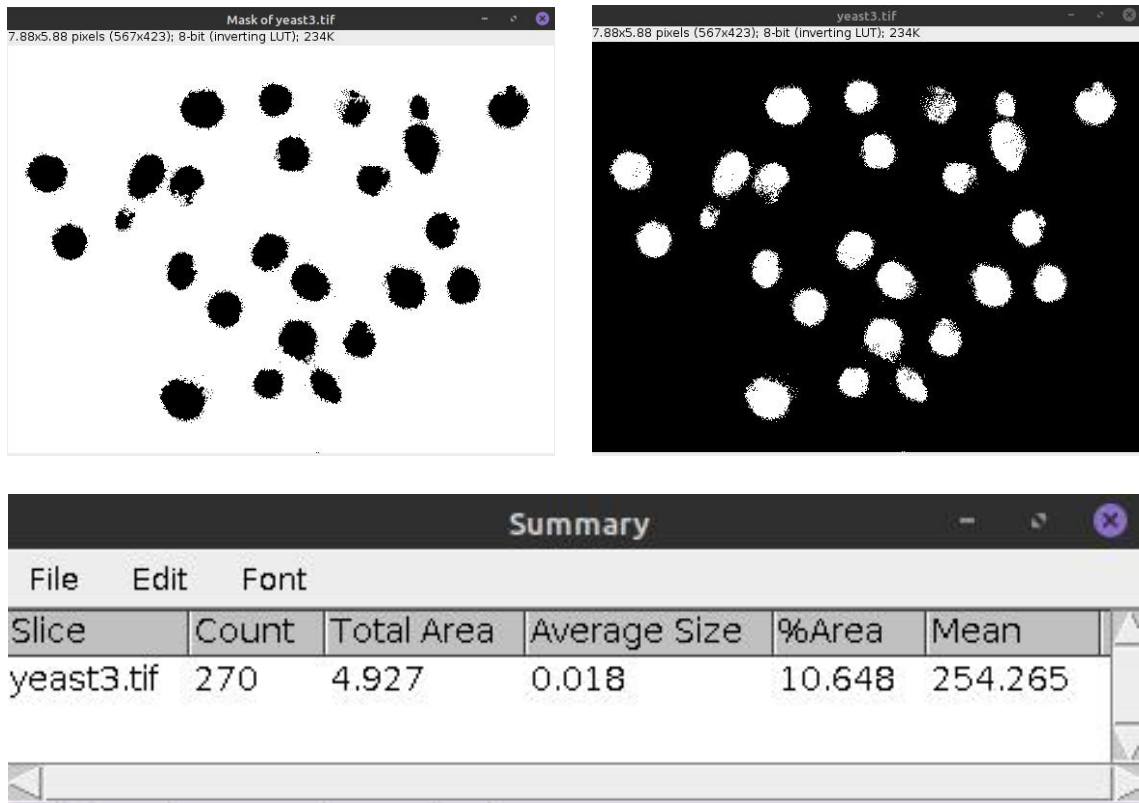 Mask of yeast3.tif
7.88x5.88 pixels (567x423); 8-bit (inverting LUT); 234K
yeast3.tif
7.88x5.88 pixels (567x423); 8-bit (inverting LUT); 234K
Summary
File Edit Font
Slice Count Total Area Average Size %Area Mean
yeast3.tif 270 4.927 0.018 10.648 254.265